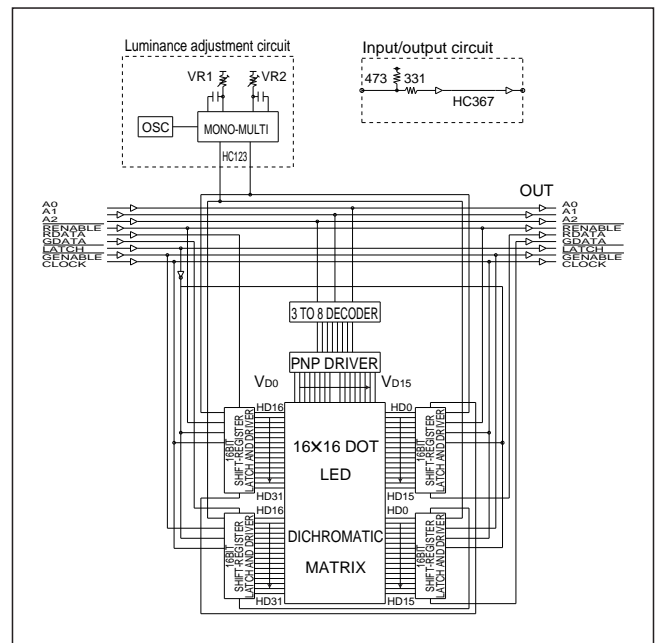 Luminance adjustment circuit
VR1
VR2
OSC
MONO-MULTI
HC123
Input/output circuit
473
331
HC367
OUT
A0
A1
A2
RENABLE
RDATA
GDATA
LATCH
GENABLE
CLOCK
A0
A1
A2
RENABLE
RDATA
GDATA
LATCH
GENABLE
CLOCK
3 TO 8 DECODER
PNP DRIVER
VD0
VD15
HD16
HD0
16BIT
SHIFT-REGISTER
LATCH AND DRIVER
16×16 DOT
LED
16BIT
SHIFT-REGISTER
LATCH AND DRIVER
HD31
HD15
HD16
HD0
16BIT
SHIFT-REGISTER
LATCH AND DRIVER
DICHROMATIC
MATRIX
16BIT
SHIFT-REGISTER
LATCH AND DRIVER
HD31
HD15